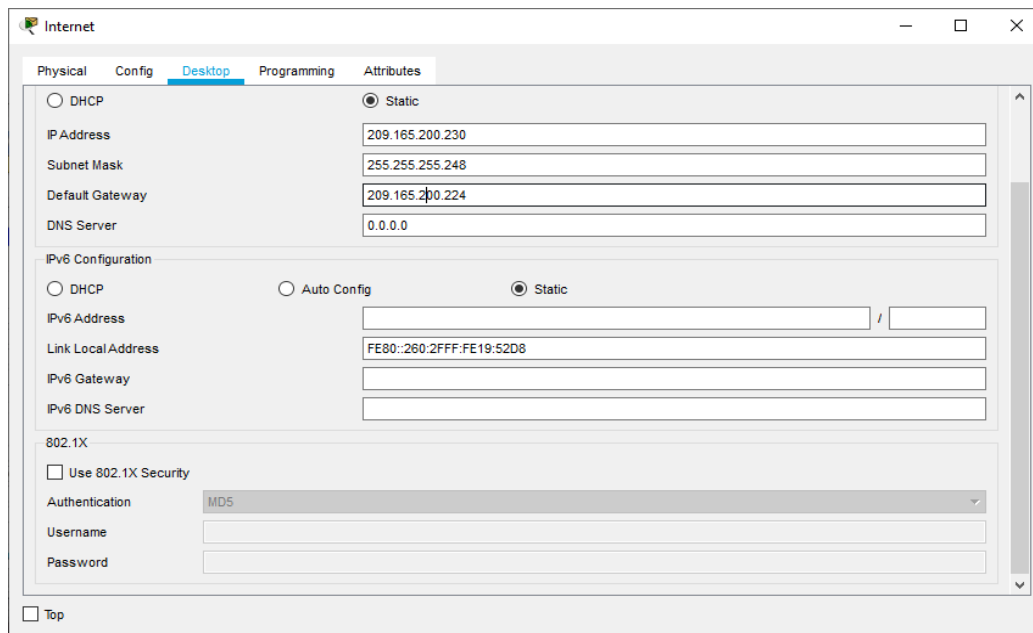 Internet
Physical Config Desktop Programming Attributes
DHCP Static
IP Address 209.165.200.230
Subnet Mask 255.255.255.248
Default Gateway 209.165.200.224
DNS Server 0.0.0.0
IPv6 Configuration
DHCP Auto Config Static
IPv6 Address /
Link Local Address FE80::260:2FFF:FE19:52D8
IPv6 Gateway
IPv6 DNS Server
802.1X
Use 802.1X Security
Authentication MD5
Username
Password
Top